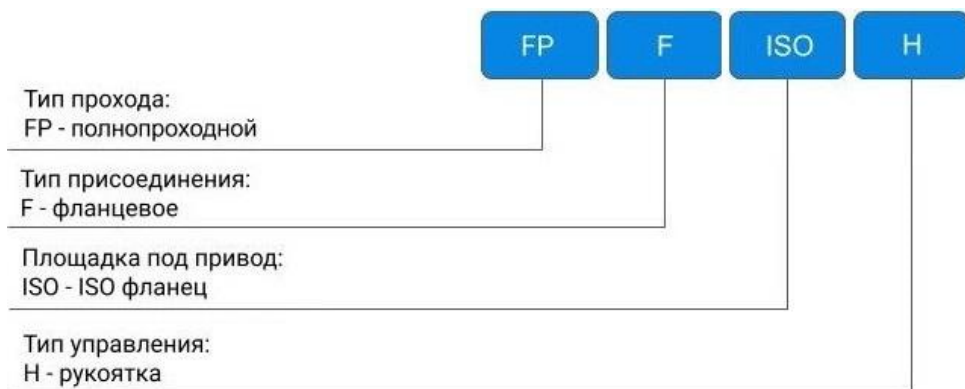 FP F ISO H
Тип прохода:
FP - полнопроходной
Тип присоединения:
F - фланцевое
Площадка под привод:
ISO - ISO фланец
Тип управления:
H - рукоятка